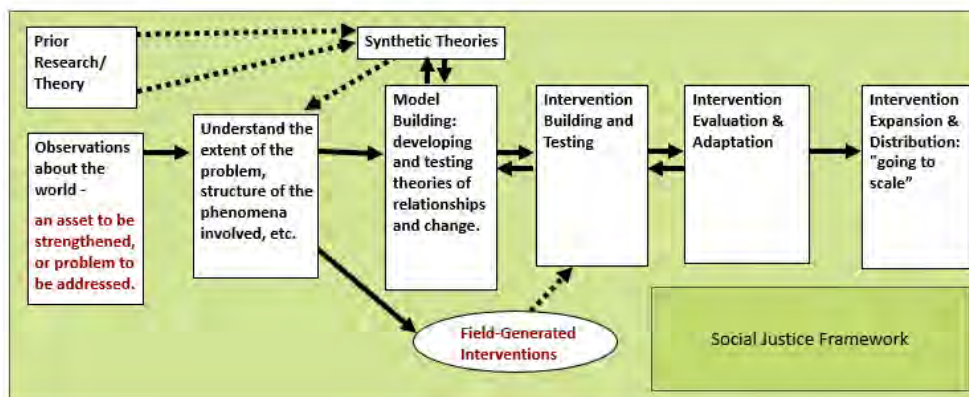 Prior
Research/
Theory
Synthetic Theories
Observations
about the
world -
an asset to be
strengthened,
or problem to
be addressed.
Understand the
extent of the
problem,
structure of the
phenomena
involved, etc.
Model
Building:
developing
and testing
theories of
relationships
and change.
Intervention
Building and
Testing
Intervention
Evaluation &
Adaptation
Intervention
Expansion &
Distribution:
"going to
scale"
Field-Generated
Interventions
Social Justice Framework